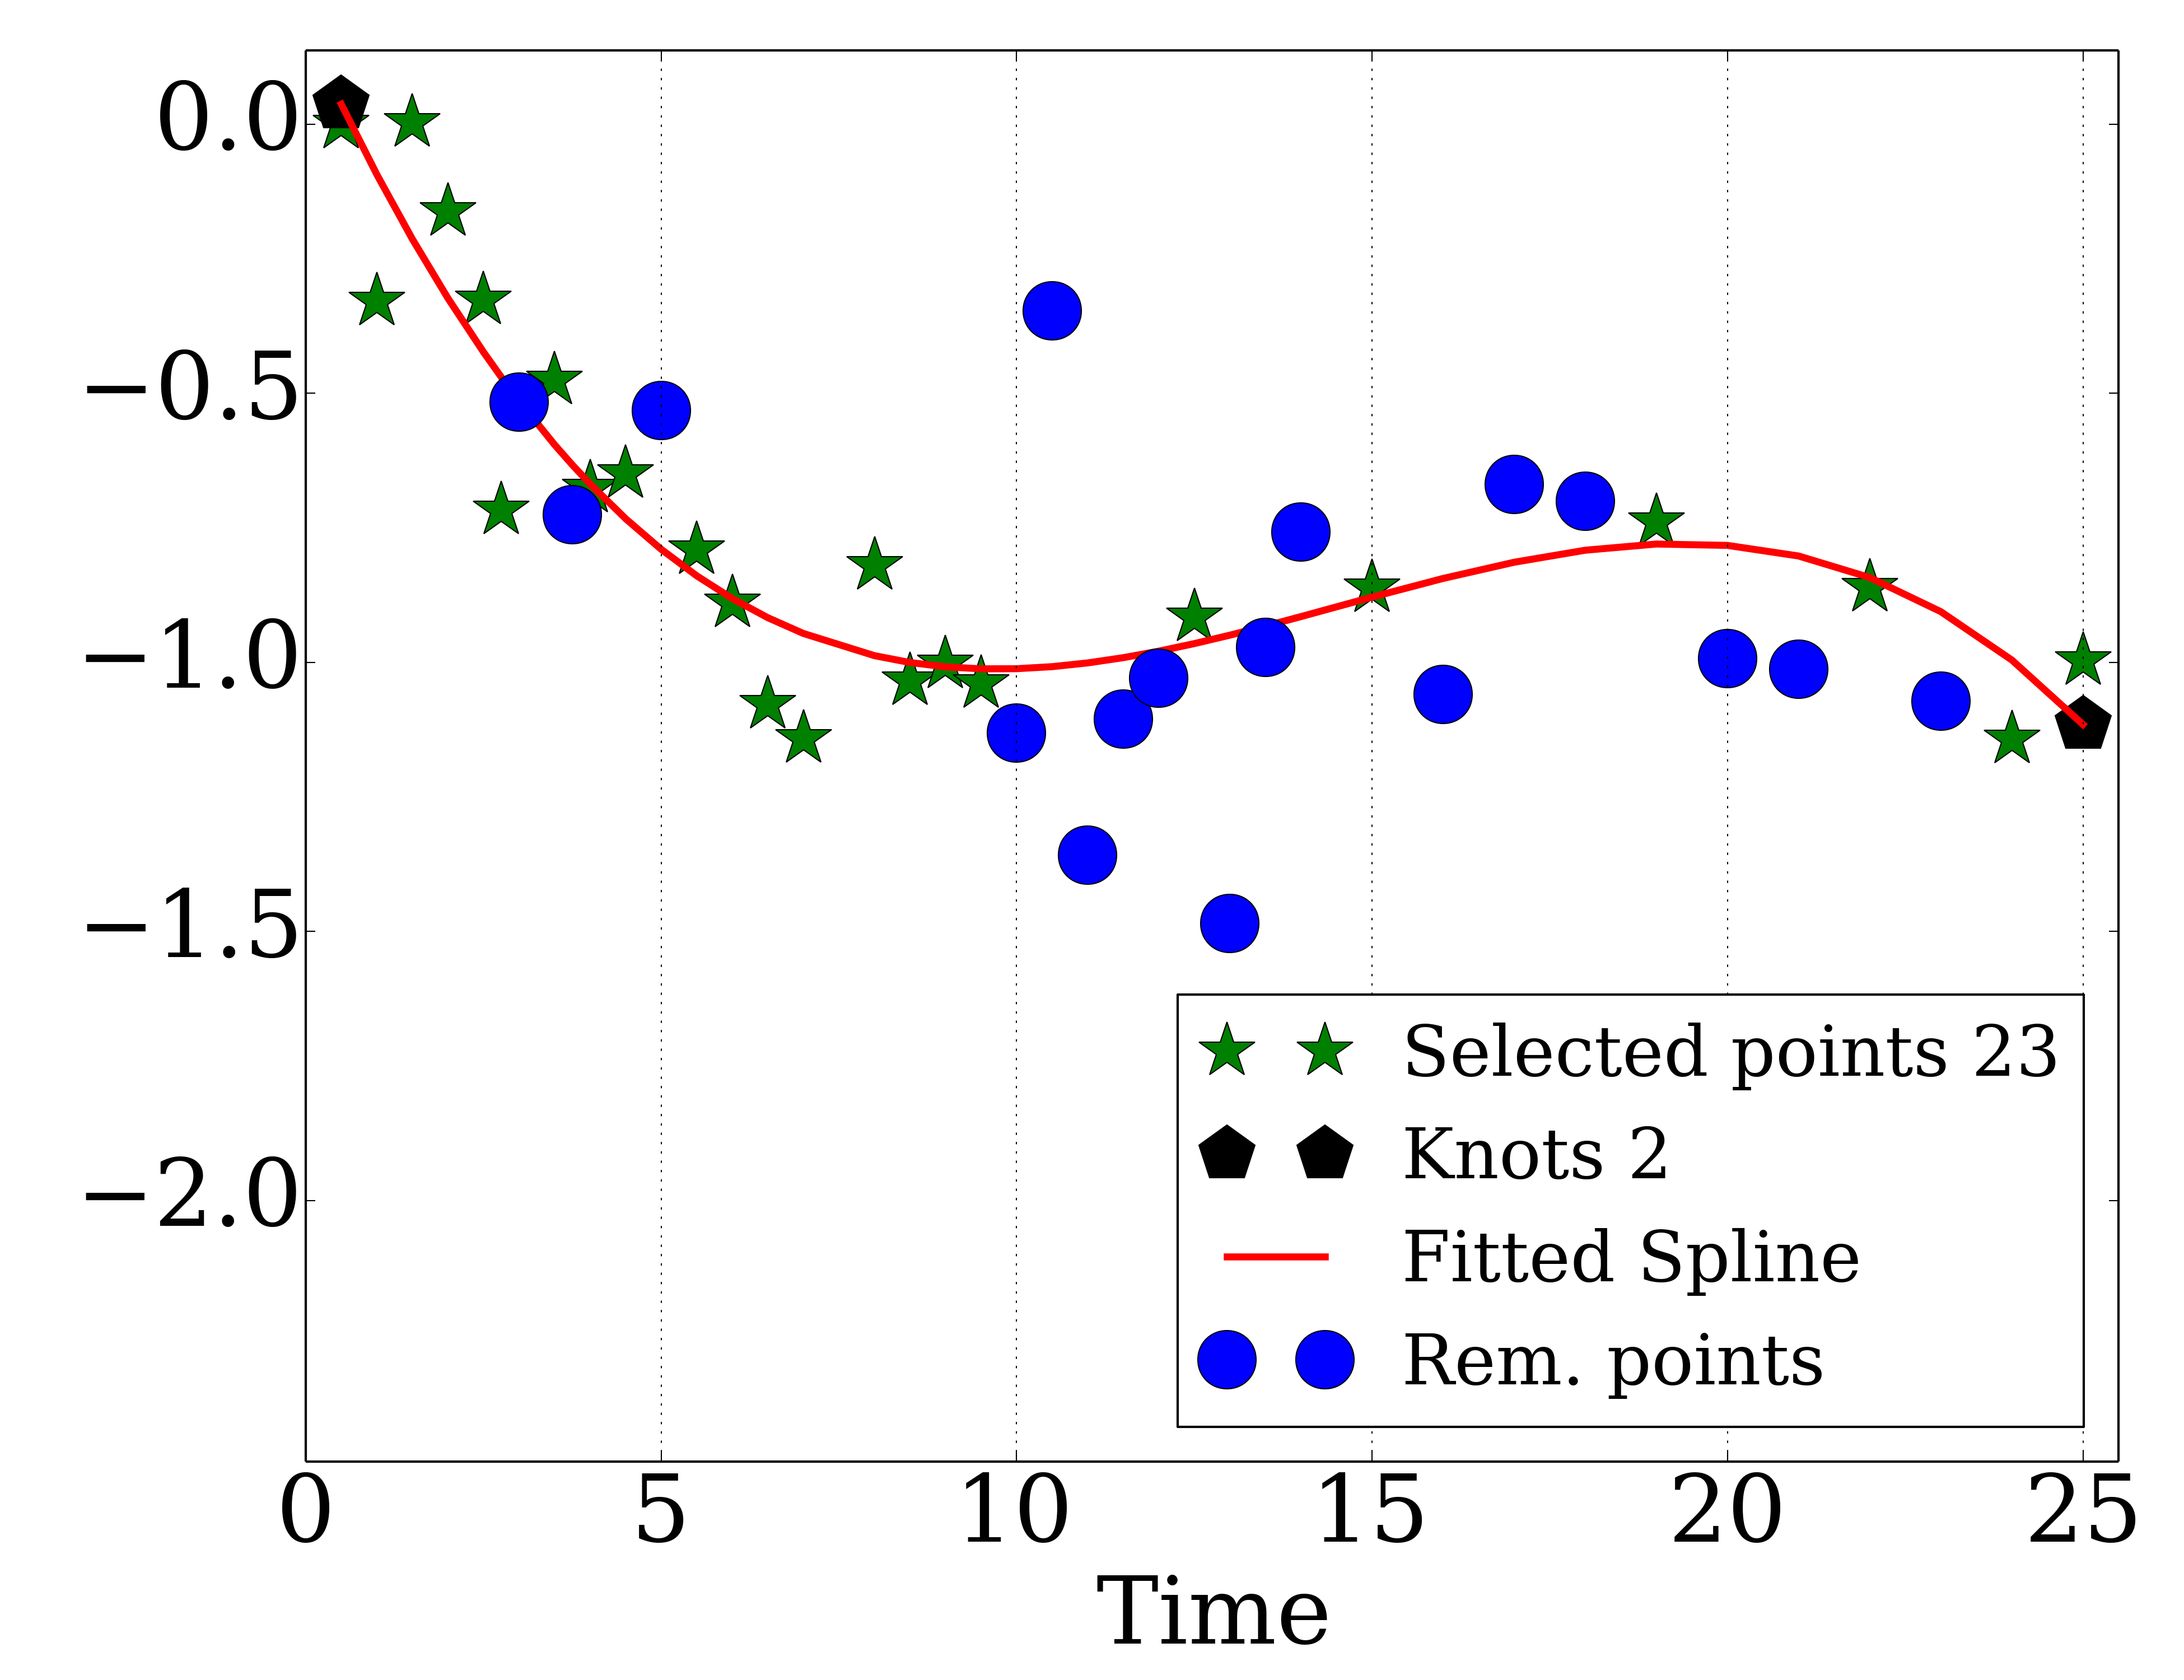 0.0
−0.5
−1.0
−1.5
−2.0
Selected points 23
Knots 2
Fitted Spline
Rem. points
0 5 10 15 20 25
Time